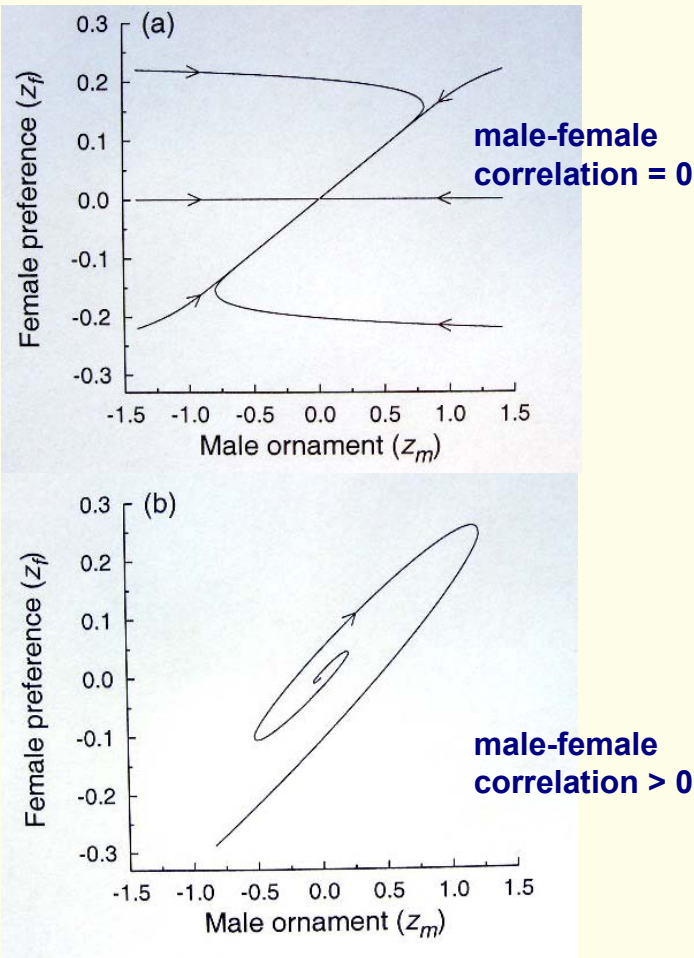 (a)
Female preference (zf)
0.3
0.2
0.1
0.0
-0.1
-0.2
-0.3
-1.5 -1.0 -0.5 0.0 0.5 1.0 1.5
Male ornament (zm)
male-female
correlation = 0
(b)
Female preference (zf)
0.3
0.2
0.1
0.0
-0.1
-0.2
-0.3
-1.5 -1.0 -0.5 0.0 0.5 1.0 1.5
Male ornament (zm)
male-female
correlation > 0